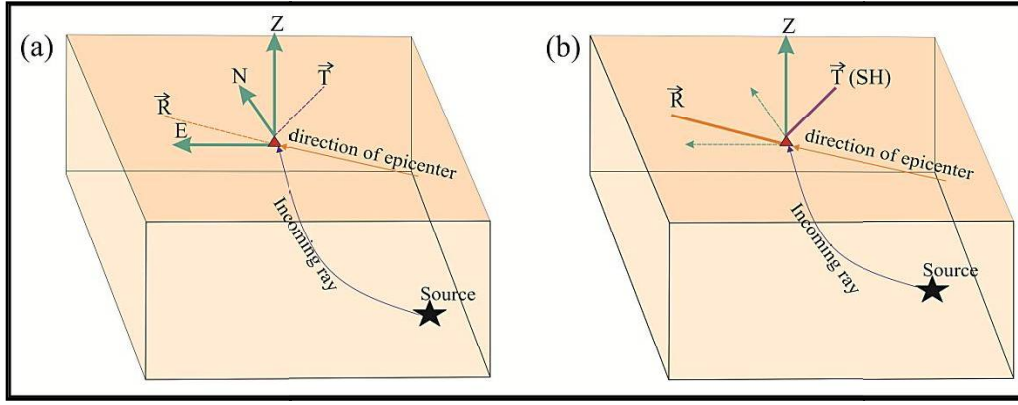 (a)
Z
N
T
R
E
direction of epicenter
Incoming ray
Source
(b)
Z
T (SH)
R
direction of epicenter
Incoming ray
Source